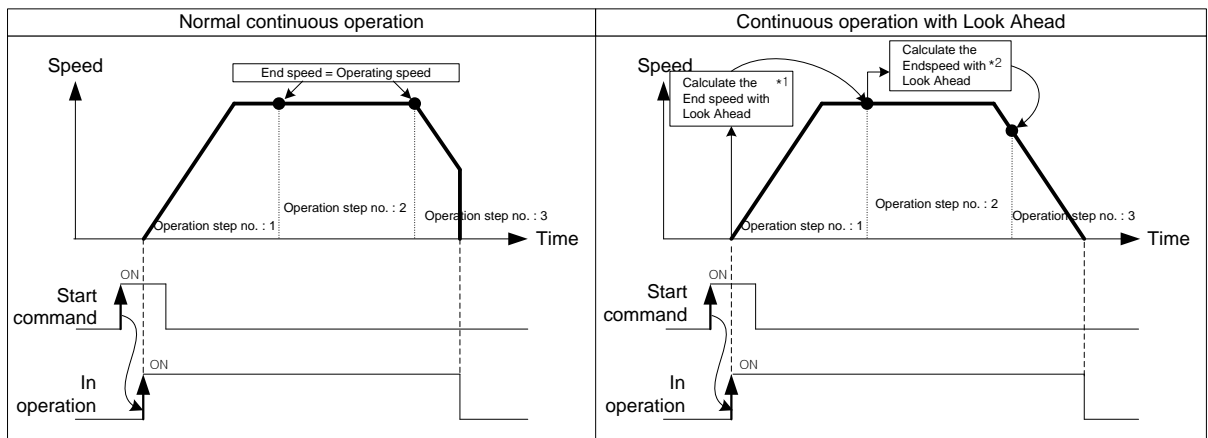 Normal continuous operation
Speed
End speed = Operating speed
Operation step no. : 1
Operation step no. : 2
Operation step no. : 3
Time
ON
Start
command
ON
In
operation
Continuous operation with Look Ahead
Speed
Calculate the *1
End speed with
Look Ahead
Calculate the
Endspeed with *2
Look Ahead
Operation step no. : 1
Operation step no. : 2
Operation step no. : 3
Time
ON
Start
command
ON
In
operation